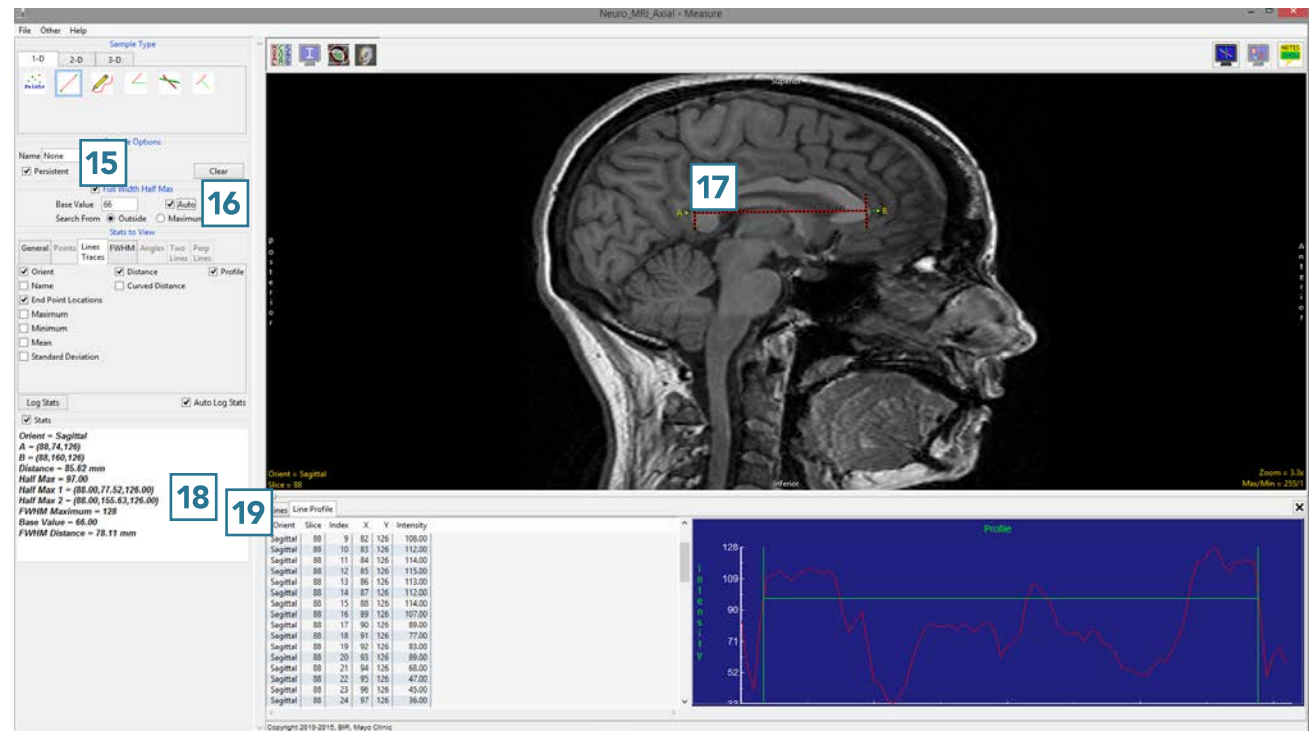 Neuro_MRI_Axial - Measure
File Other Help
Sample Type
1-D 2-D 3-D
Options
Name None
15
Persistent Clear
Full Width Half Max
16
Base Value 66 Auto
Search From Outside Maximum
Stats to View
General Points Lines Traces FWHM Angles Two Lines Perp Lines
Orient Distance Profile
Name Curved Distance
End Point Locations
Maximum
Minimum
Mean
Standard Deviation
Log Stats Auto Log Stats
Stats
Orient = Sagittal
A = (88,74,126)
B = (88,160,126)
Distance = 85.62 mm
Half Max = 97.00
Half Max 1 = (88.00,77.52,126.00)
Half Max 2 = (88.00,155.63,126.00)
FWHM Maximum = 128
Base Value = 66.00
FWHM Distance = 78.11 mm
18
19
Superior
17
A B
Posterior
Anterior
Inferior
Orient = Sagittal
Slice = 88
Zoom = 3.3x
Max/Min = 255/1
Line Profile
Orient Slice Index X Y Intensity
Sagittal 88 9 82 126 108.00
Sagittal 88 10 83 126 112.00
Sagittal 88 11 84 126 114.00
Sagittal 88 12 85 126 115.00
Sagittal 88 13 86 126 113.00
Sagittal 88 14 87 126 112.00
Sagittal 88 15 88 126 114.00
Sagittal 88 16 89 126 107.00
Sagittal 88 17 90 126 89.00
Sagittal 88 18 91 126 77.00
Sagittal 88 19 92 126 83.00
Sagittal 88 20 93 126 89.00
Sagittal 88 21 94 126 68.00
Sagittal 88 22 95 126 47.00
Sagittal 88 23 96 126 45.00
Sagittal 88 24 97 126 36.00
Profile
Intensity
128
109
90
71
52
33
Copyright 2010-2015, BIR, Mayo Clinic